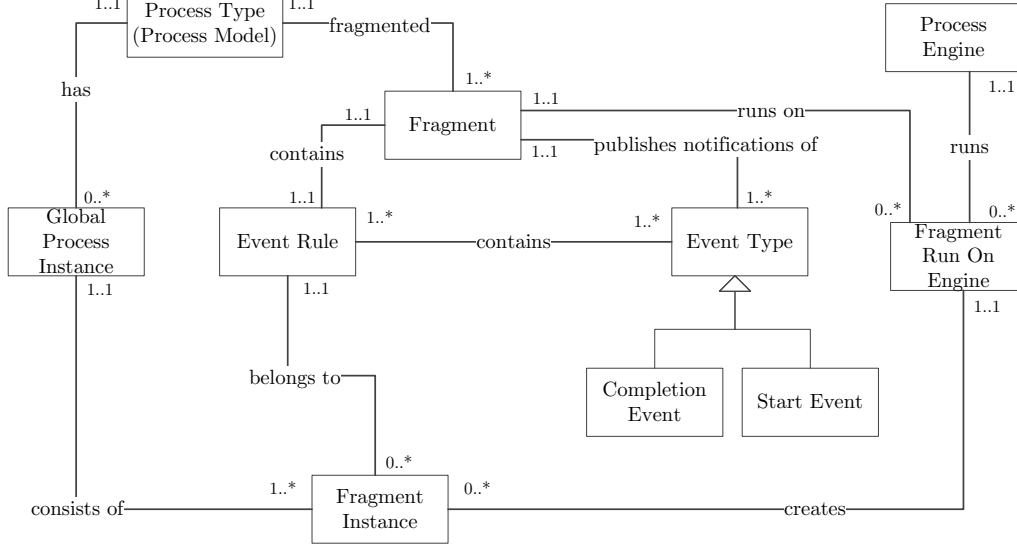 1..1
Process Type
(Process Model)
1..1
fragmented
Process
Engine
1..1
has
1..*
Fragment
1..1
1..1
runs on
1..1
publishes notifications of
contains
runs
1..1
0..*
Global
Process
Instance
1..1
Event Rule
1..*
contains
1..*
1..*
Event Type
0..*
0..*
Fragment
Run On
Engine
1..1
1..1
belongs to
Completion
Event
Start Event
0..*
1..*
Fragment
Instance
0..*
consists of
creates